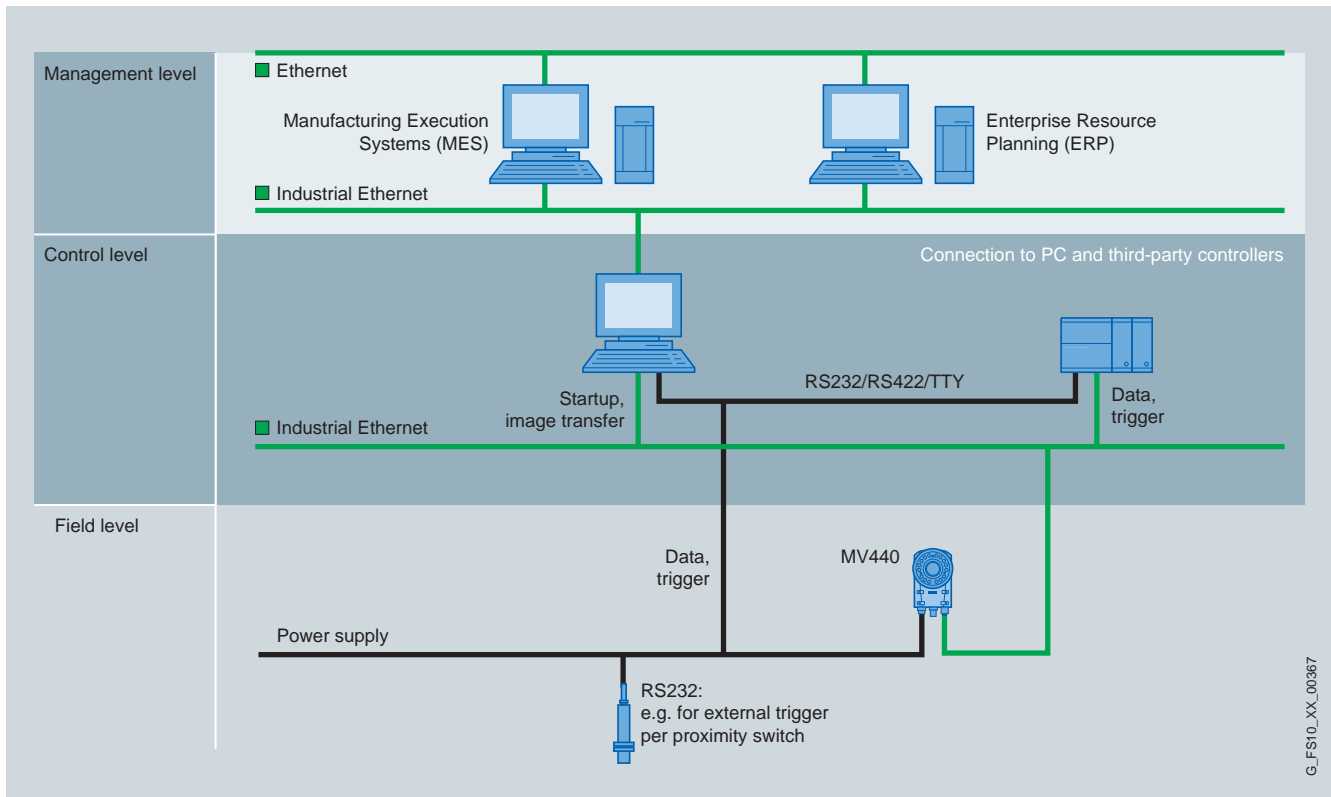 Management level
Ethernet
Manufacturing Execution
Systems (MES)
Enterprise Resource
Planning (ERP)
Industrial Ethernet
Control level
Connection to PC and third-party controllers
RS232/RS422/TTY
Startup,
image transfer
Data,
trigger
Industrial Ethernet
Field level
Data,
trigger
MV440
Power supply
RS232:
e.g. for external trigger
per proximity switch
G_FS10_XX_00367